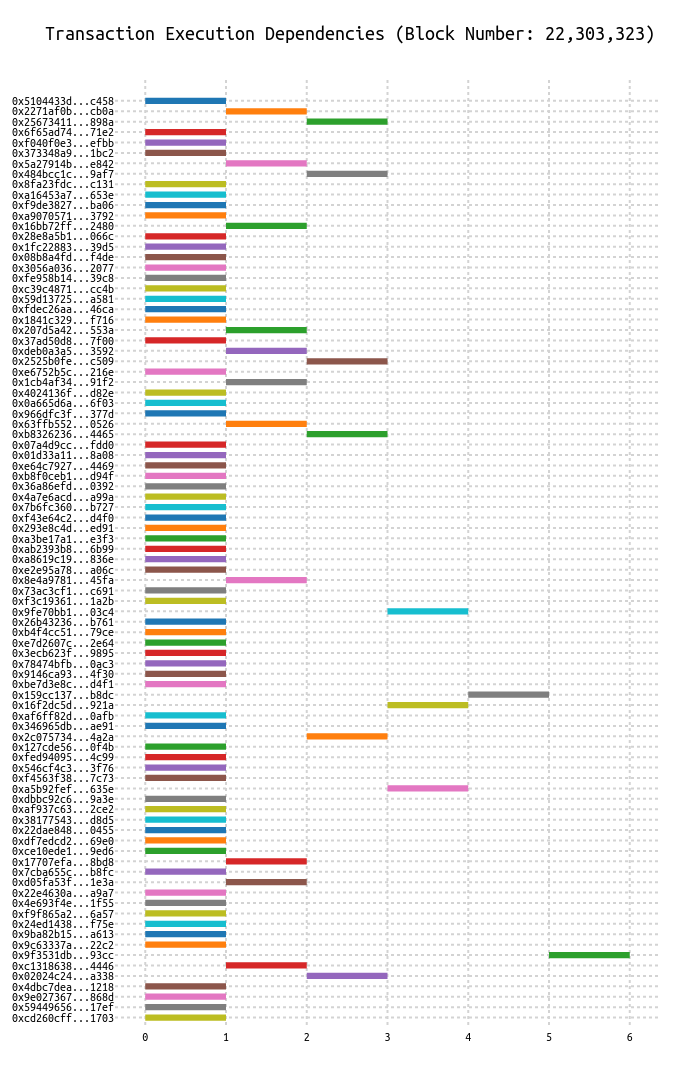 Transaction Execution Dependencies (Block Number: 22,303,323)
0x5104433d...c458
0x2271af0b...cb0a
0x25673411...898a
0x6f65ad74...71e2
0xf040f0e3...efbb
0x373348a9...1bc2
0x5a27914b...e842
0x484bcc1c...9af7
0x8fa23fdc...c131
0xa16453a7...653e
0xf9de3827...ba06
0xa9070571...3792
0x16bb72ff...2480
0x28e8a5b1...066c
0x1fc22883...39d5
0x08b8a4fd...f4de
0x3056a036...2077
0xfe958b14...39c8
0xc39c4871...cc4b
0x59d13725...a581
0xfdec26aa...46ca
0x1841c329...f716
0x207d5a42...553a
0x37ad50d8...7f00
0xdeb0a3a5...3592
0x2525b0fe...c509
0xe6752b5c...216e
0x1cb4af34...91f2
0x4024136f...d82e
0x0a665d6a...6f03
0x966dfc3f...377d
0x63ffb552...0526
0xb8326236...4465
0x07a4d9cc...fdd0
0x01d33a11...8a08
0xe64c7927...4469
0xb8f0ceb1...d94f
0x36a86efd...0392
0x4a7e6acd...a99a
0x7b6fc360...b727
0xf43e64c2...d4f0
0x293e8c4d...ed91
0xa3be17a1...e3f3
0xab2393b8...6b99
0xa8619c19...836e
0xe2e95a78...a06c
0x8e4a9781...45fa
0x73ac3cf1...c691
0xf3c19361...1a2b
0x9fe70bb1...03c4
0x26b43236...b761
0xb4f4cc51...79ce
0xe7d2607c...2e64
0x3ecb623f...9895
0x78474bfb...0ac3
0x9146ca93...4f30
0xbe7d3e8c...d4f1
0x159cc137...b8dc
0x16f2dc5d...921a
0xaf6ff82d...0afb
0x346965db...ae91
0x2c075734...4a2a
0x127cde56...0f4b
0xfed94095...4c99
0x546cf4c3...3f76
0xf4563f38...7c73
0xa5b92fef...635e
0xdbbc92c6...9a3e
0xaf937c63...2ce2
0x38177543...d8d5
0x22dae848...0455
0xdf7edcd2...69e0
0xce10ede1...9ed6
0x17707efa...8bd8
0x7cba655c...b8fc
0xd05fa53f...1e3a
0x22e4630a...a9a7
0x4e693f4e...1f55
0xf9f865a2...6a57
0x24ed1438...f75e
0x9ba82b15...a613
0x9c63337a...22c2
0x9f3531db...93cc
0xc1318638...4446
0x02024c24...a338
0x4dbc7dea...1218
0x9e027367...868d
0x59449656...17ef
0xcd260cff...1703
0 1 2 3 4 5 6